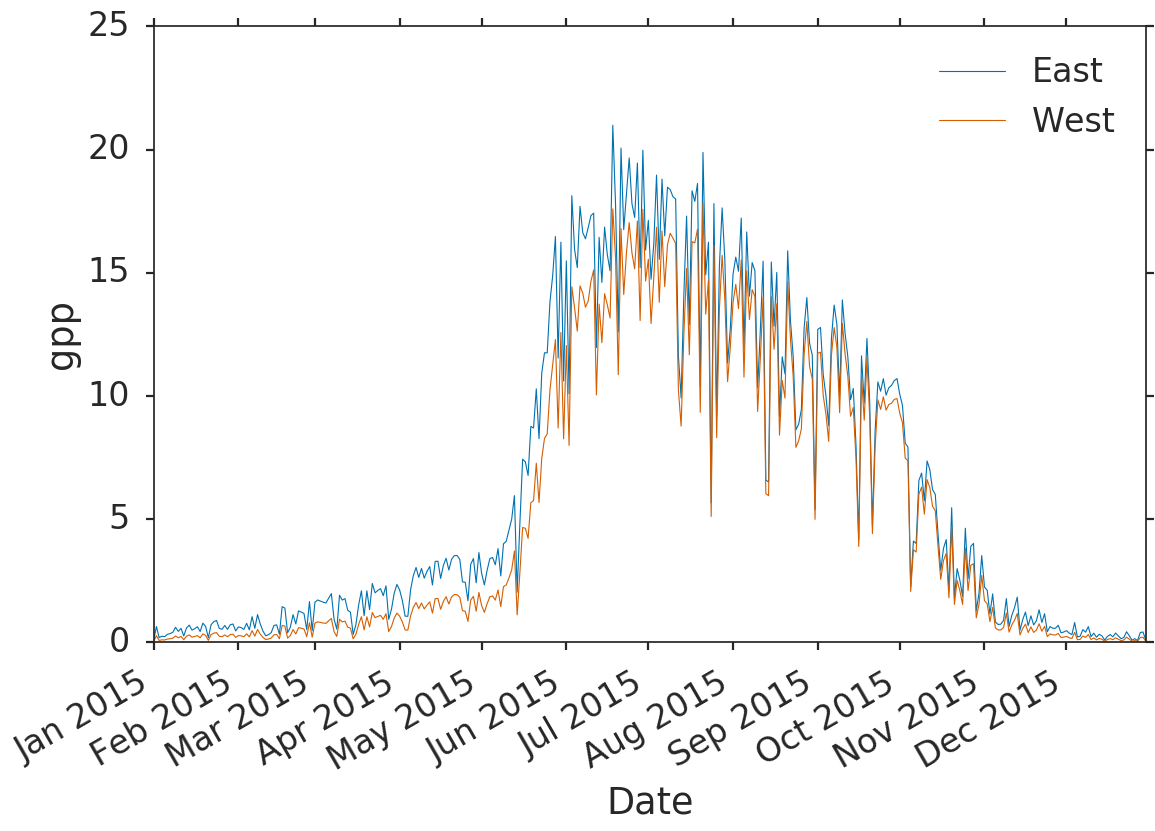 25
20
15
10
5
0
gpp
East
West
Jan 2015
Feb 2015
Mar 2015
Apr 2015
May 2015
Jun 2015
Jul 2015
Aug 2015
Sep 2015
Oct 2015
Nov 2015
Dec 2015
Date